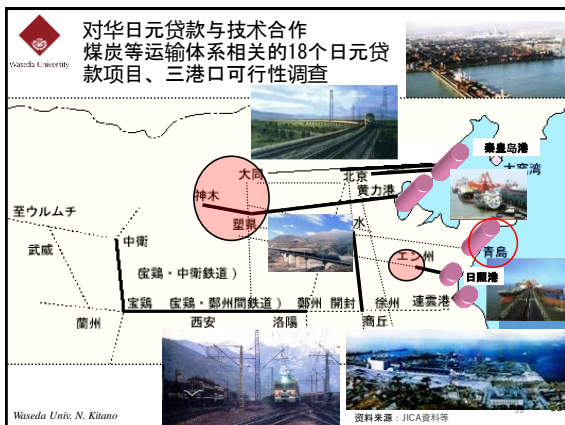 对华日元贷款与技术合作
煤炭等运输体系相关的18个日元贷
款项目、三港口可行性调查
Waseda University
秦皇岛港
大窯湾
大同
北京
黄力港
神木
塑県
水
至ウルムチ
武威
中衛
(宝鶏・中衛鉄道)
エン州
青島
日照港
宝鶏
(宝鶏・鄭州間鉄道)
鄭州
開封
徐州
連雲港
蘭州
西安
洛陽
商丘
Waseda Univ. N. Kitano
资料来源：JICA資料等